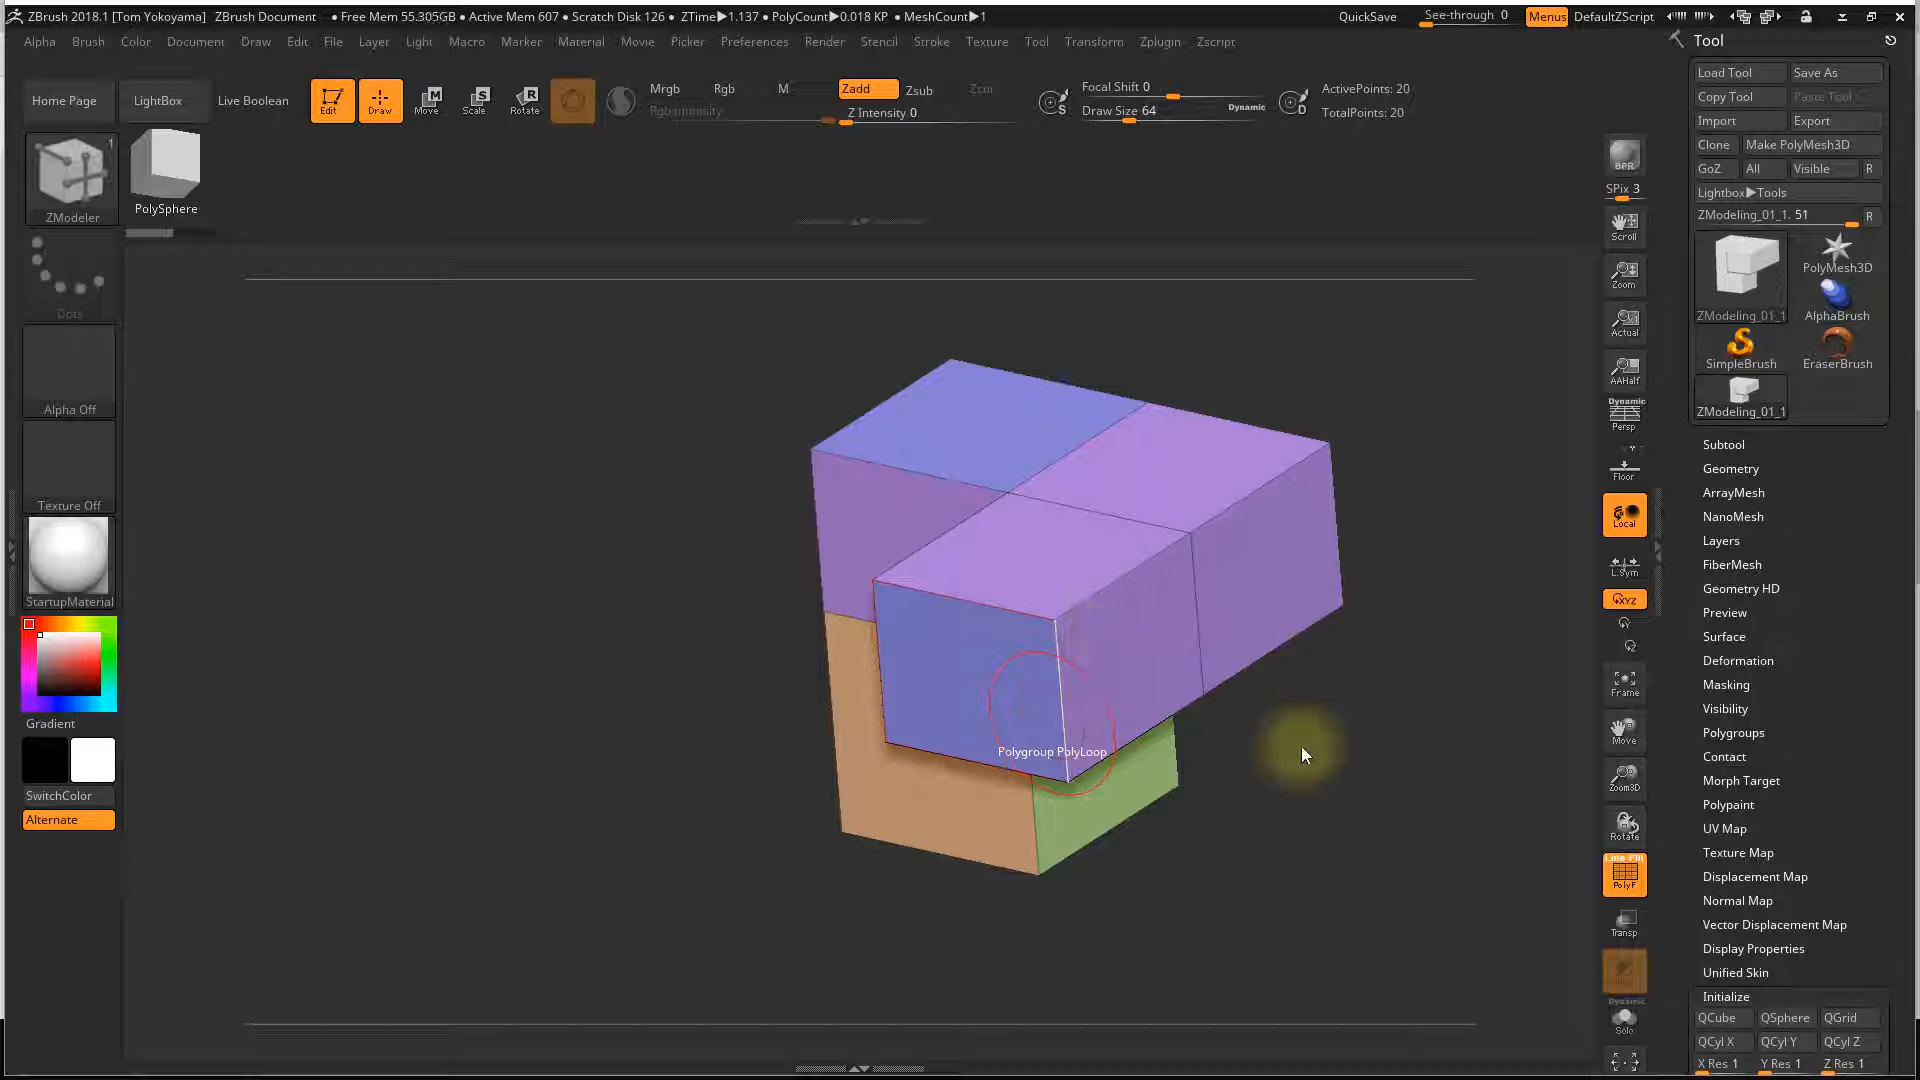 ZBrush 2018.1 [Tom Yokoyama] ZBrush Document ● Free Mem 55.305GB ● Active Mem 607 ● Scratch Disk 126 ● ZTime▶1.137 ● PolyCount▶0.018 KP ● MeshCount▶1 QuickSave See-through 0 Menus DefaultZScript
Alpha Brush Color Document Draw Edit File Layer Light Macro Marker Material Movie Picker Preferences Render Stencil Stroke Texture Tool Transform Zplugin Zscript
Home Page LightBox Live Boolean
Edit Draw Move Scale Rotate
Mrgb Rgb M Zadd Zsub Zcut
Rgb Intensity Z Intensity 0
Focal Shift 0
Draw Size 64 Dynamic
ActivePoints: 20
TotalPoints: 20
ZModeler 1
PolySphere
Dots
Alpha Off
Texture Off
StartupMaterial
Gradient
SwitchColor
Alternate
Polygroup PolyLoop
BPR
SPix 3
Scroll
Zoom
Actual
AAHalf
Dynamic
Persp
Floor
Local
L.Sym
XYZ
Frame
Move
Zoom3D
Rotate
Line Fill
PolyF
Transp
Dynamic
Solo
Tool
Load Tool Save As
Copy Tool Paste Tool
Import Export
Clone Make PolyMesh3D
GoZ All Visible R
Lightbox▶Tools
ZModeling_01_1. 51 R
ZModeling_01_1 PolyMesh3D
AlphaBrush
SimpleBrush EraserBrush
ZModeling_01_1
Subtool
Geometry
ArrayMesh
NanoMesh
Layers
FiberMesh
Geometry HD
Preview
Surface
Deformation
Masking
Visibility
Polygroups
Contact
Morph Target
Polypaint
UV Map
Texture Map
Displacement Map
Normal Map
Vector Displacement Map
Display Properties
Unified Skin
Initialize
QCube QSphere QGrid
QCyl X QCyl Y QCyl Z
X Res 1 Y Res 1 Z Res 1